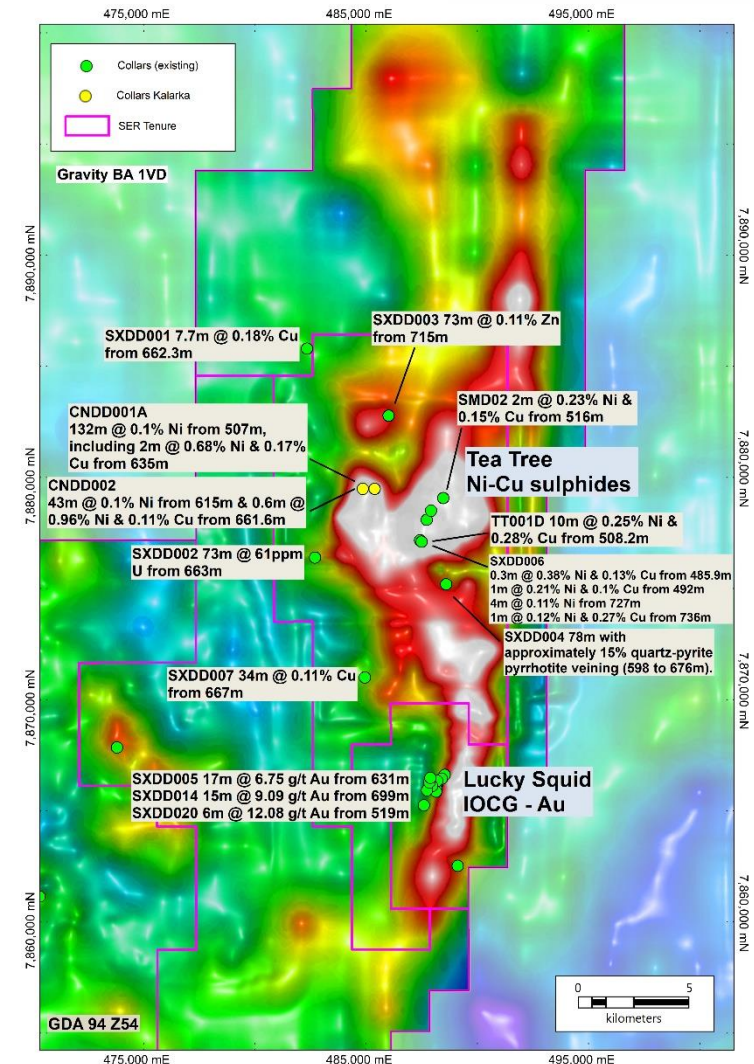 475,000 mE
485,000 mE
495,000 mE
Collars (existing)
Collars Kalarka
SER Tenure
Gravity BA 1VD
7,890,000 mN
7,890,000 mN
SXDD003 73m @ 0.11% Zn
from 715m
SXDD001 7.7m @ 0.18% Cu
from 662.3m
SMD02 2m @ 0.23% Ni &
0.15% Cu from 516m
CNDD001A
132m @ 0.1% Ni from 507m,
including 2m @ 0.68% Ni & 0.17%
Cu from 635m
Tea Tree
Ni-Cu sulphides
7,880,000 mN
7,880,000 mN
CNDD002
43m @ 0.1% Ni from 615m & 0.6m @
0.96% Ni & 0.11% Cu from 661.6m
TT001D 10m @ 0.25% Ni &
0.28% Cu from 508.2m
SXDD002 73m @ 61ppm
U from 663m
SXDD006
0.3m @ 0.38% Ni & 0.13% Cu from 485.9m
1m @ 0.21% Ni & 0.1% Cu from 492m
4m @ 0.11% Ni from 727m
1m @ 0.12% Ni & 0.27% Cu from 736m
SXDD004 78m with
approximately 15% quartz-pyrite
pyrrhotite veining (598 to 676m).
SXDD007 34m @ 0.11% Cu
from 667m
7,870,000 mN
7,870,000 mN
SXDD005 17m @ 6.75 g/t Au from 631m
SXDD014 15m @ 9.09 g/t Au from 699m
SXDD020 6m @ 12.08 g/t Au from 519m
Lucky Squid
IOCG - Au
7,860,000 mN
7,860,000 mN
0 5
kilometers
GDA 94 Z54
475,000 mE
485,000 mE
495,000 mE